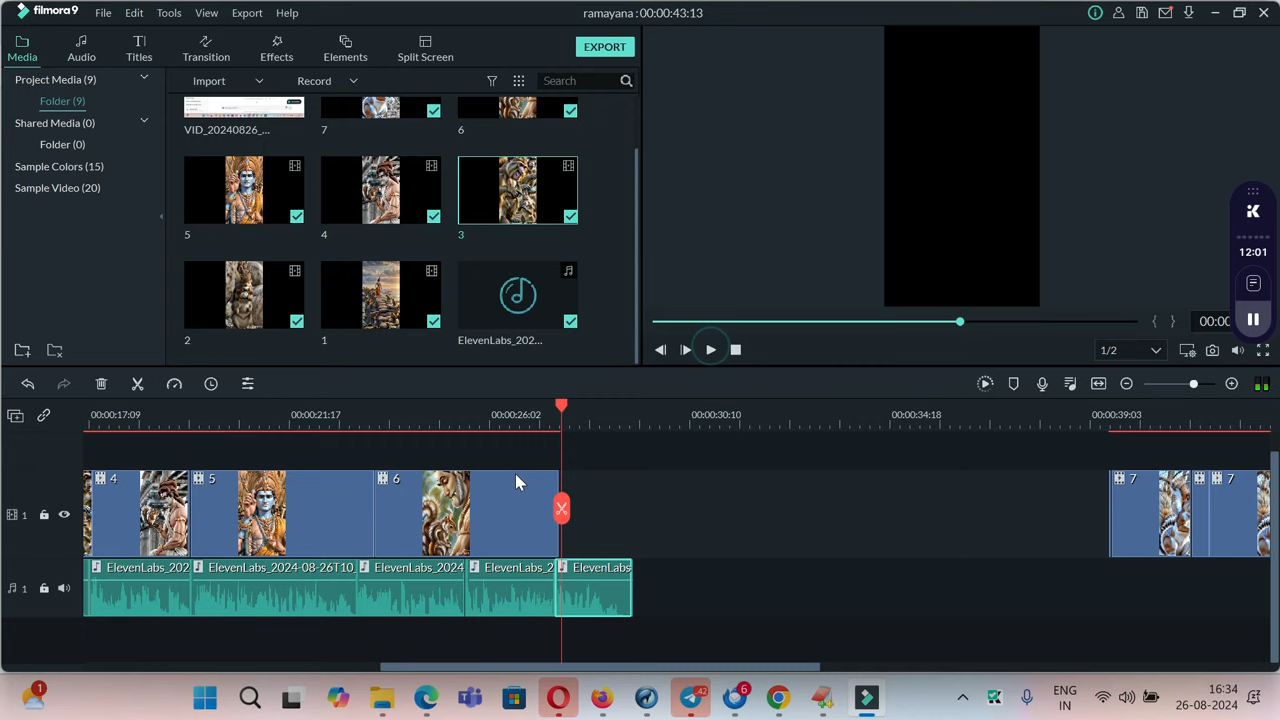 filmora9 File Edit Tools View Export Help ramayana : 00:00:43:13
Media Audio Titles Transition Effects Elements Split Screen EXPORT
Project Media (9)
Folder (9)
Shared Media (0)
Folder (0)
Sample Colors (15)
Sample Video (20)
Import Record Search
VID_20240826_... 7 6
5 4 3
2 1 ElevenLabs_202...
12:01
1/2 00:00
00:00:17:09 00:00:21:17 00:00:26:02 00:00:30:10 00:00:34:18 00:00:39:03
4 5 6 7 7
1
ElevenLabs_202 ElevenLabs_2024-08-26T10_ ElevenLabs_2024 ElevenLabs_2 ElevenLabs
1
1 42 6 ENG
IN 16:34
26-08-2024